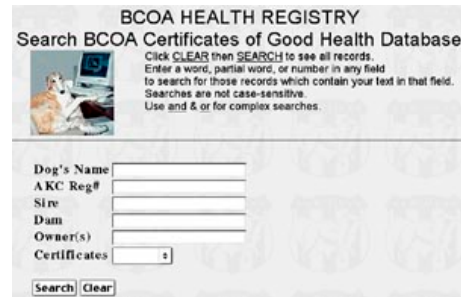 BCOA HEALTH REGISTRY
Search BCOA Certificates of Good Health Database
Click CLEAR then SEARCH to see all records.
Enter a word, partial word, or number in any field
to search for those records which contain your text in that field.
Searches are not case-sensitive.
Use and & or for complex searches.
Dog's Name
AKC Reg#
Sire
Dam
Owner(s)
Certificates
Search Clear